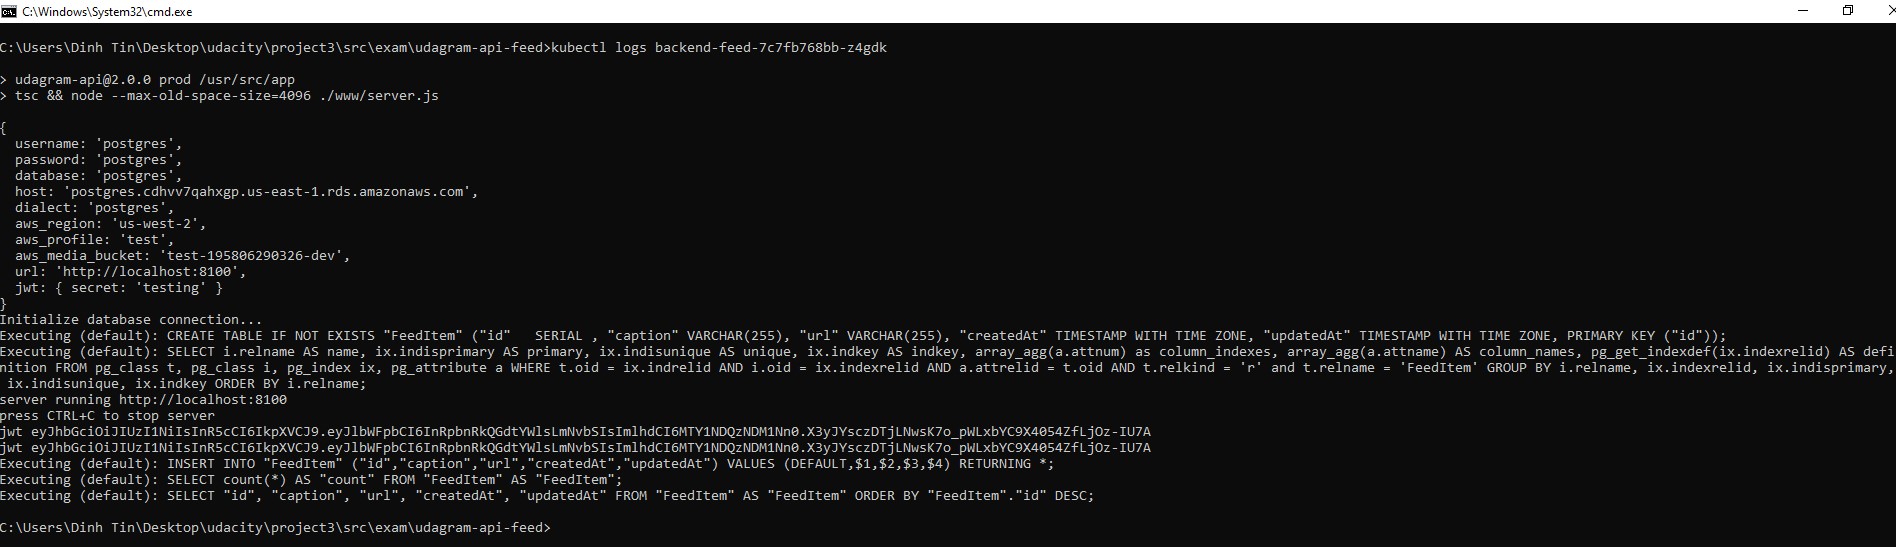 C:\Windows\System32\cmd.exe
C:\Users\Dinh Tin\Desktop\udacity\project3\src\exam\udagram-api-feed>kubectl logs backend-feed-7c7fb768bb-z4gdk
> udagram-api@2.0.0 prod /usr/src/app
> tsc && node --max-old-space-size=4096 ./www/server.js
{
  username: 'postgres',
  password: 'postgres',
  database: 'postgres',
  host: 'postgres.cdhvv7qahxgp.us-east-1.rds.amazonaws.com',
  dialect: 'postgres',
  aws_region: 'us-west-2',
  aws_profile: 'test',
  aws_media_bucket: 'test-195806290326-dev',
  url: 'http://localhost:8100',
  jwt: { secret: 'testing' }
}
Initialize database connection...
Executing (default): CREATE TABLE IF NOT EXISTS "FeedItem" ("id"   SERIAL , "caption" VARCHAR(255), "url" VARCHAR(255), "createdAt" TIMESTAMP WITH TIME ZONE, "updatedAt" TIMESTAMP WITH TIME ZONE, PRIMARY KEY ("id"));
Executing (default): SELECT i.relname AS name, ix.indisprimary AS primary, ix.indisunique AS unique, ix.indkey AS indkey, array_agg(a.attnum) as column_indexes, array_agg(a.attname) AS column_names, pg_get_indexdef(ix.indexrelid) AS defi
nition FROM pg_class t, pg_class i, pg_index ix, pg_attribute a WHERE t.oid = ix.indrelid AND i.oid = ix.indexrelid AND a.attrelid = t.oid AND t.relkind = 'r' and t.relname = 'FeedItem' GROUP BY i.relname, ix.indexrelid, ix.indisprimary,
 ix.indisunique, ix.indkey ORDER BY i.relname;
server running http://localhost:8100
press CTRL+C to stop server
jwt eyJhbGciOiJIUzI1NiIsInR5cCI6IkpXVCJ9.eyJlbWFpbCI6InRpbnRkQGdtYWlsLmNvbSIsImlhdCI6MTY1NDQzNDM1Nn0.X3yJYsczDTjLNwsK7o_pWLxbYC9X4054ZfLjOz-IU7A
jwt eyJhbGciOiJIUzI1NiIsInR5cCI6IkpXVCJ9.eyJlbWFpbCI6InRpbnRkQGdtYWlsLmNvbSIsImlhdCI6MTY1NDQzNDM1Nn0.X3yJYsczDTjLNwsK7o_pWLxbYC9X4054ZfLjOz-IU7A
Executing (default): INSERT INTO "FeedItem" ("id","caption","url","createdAt","updatedAt") VALUES (DEFAULT,$1,$2,$3,$4) RETURNING *;
Executing (default): SELECT count(*) AS "count" FROM "FeedItem" AS "FeedItem";
Executing (default): SELECT "id", "caption", "url", "createdAt", "updatedAt" FROM "FeedItem" AS "FeedItem" ORDER BY "FeedItem"."id" DESC;
C:\Users\Dinh Tin\Desktop\udacity\project3\src\exam\udagram-api-feed>